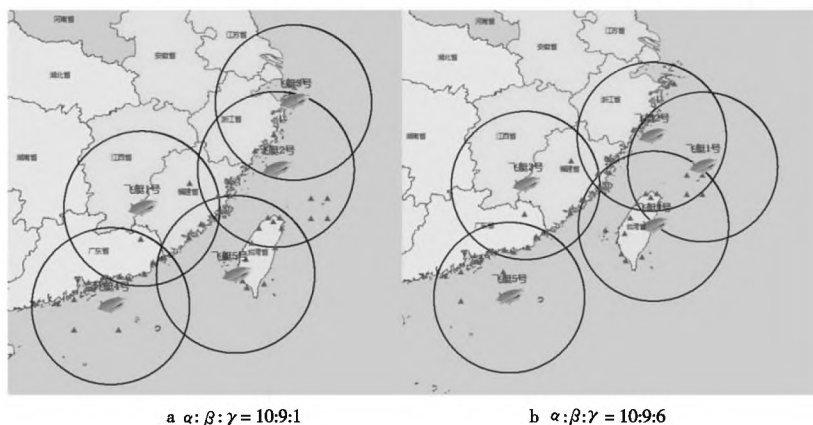 河南省
江苏省
安徽省
湖北省
飞艇3号
浙江省
飞艇2号
江西省
湖南省
飞艇1号
福建省
广东省
飞艇5号
台湾省
飞艇4号
a α: β: γ = 10:9:1
河南省
江苏省
安徽省
湖北省
浙江省
飞艇1号
江西省
湖南省
福建省
广东省
台湾省
飞艇5号
b α:β:γ = 10:9:6